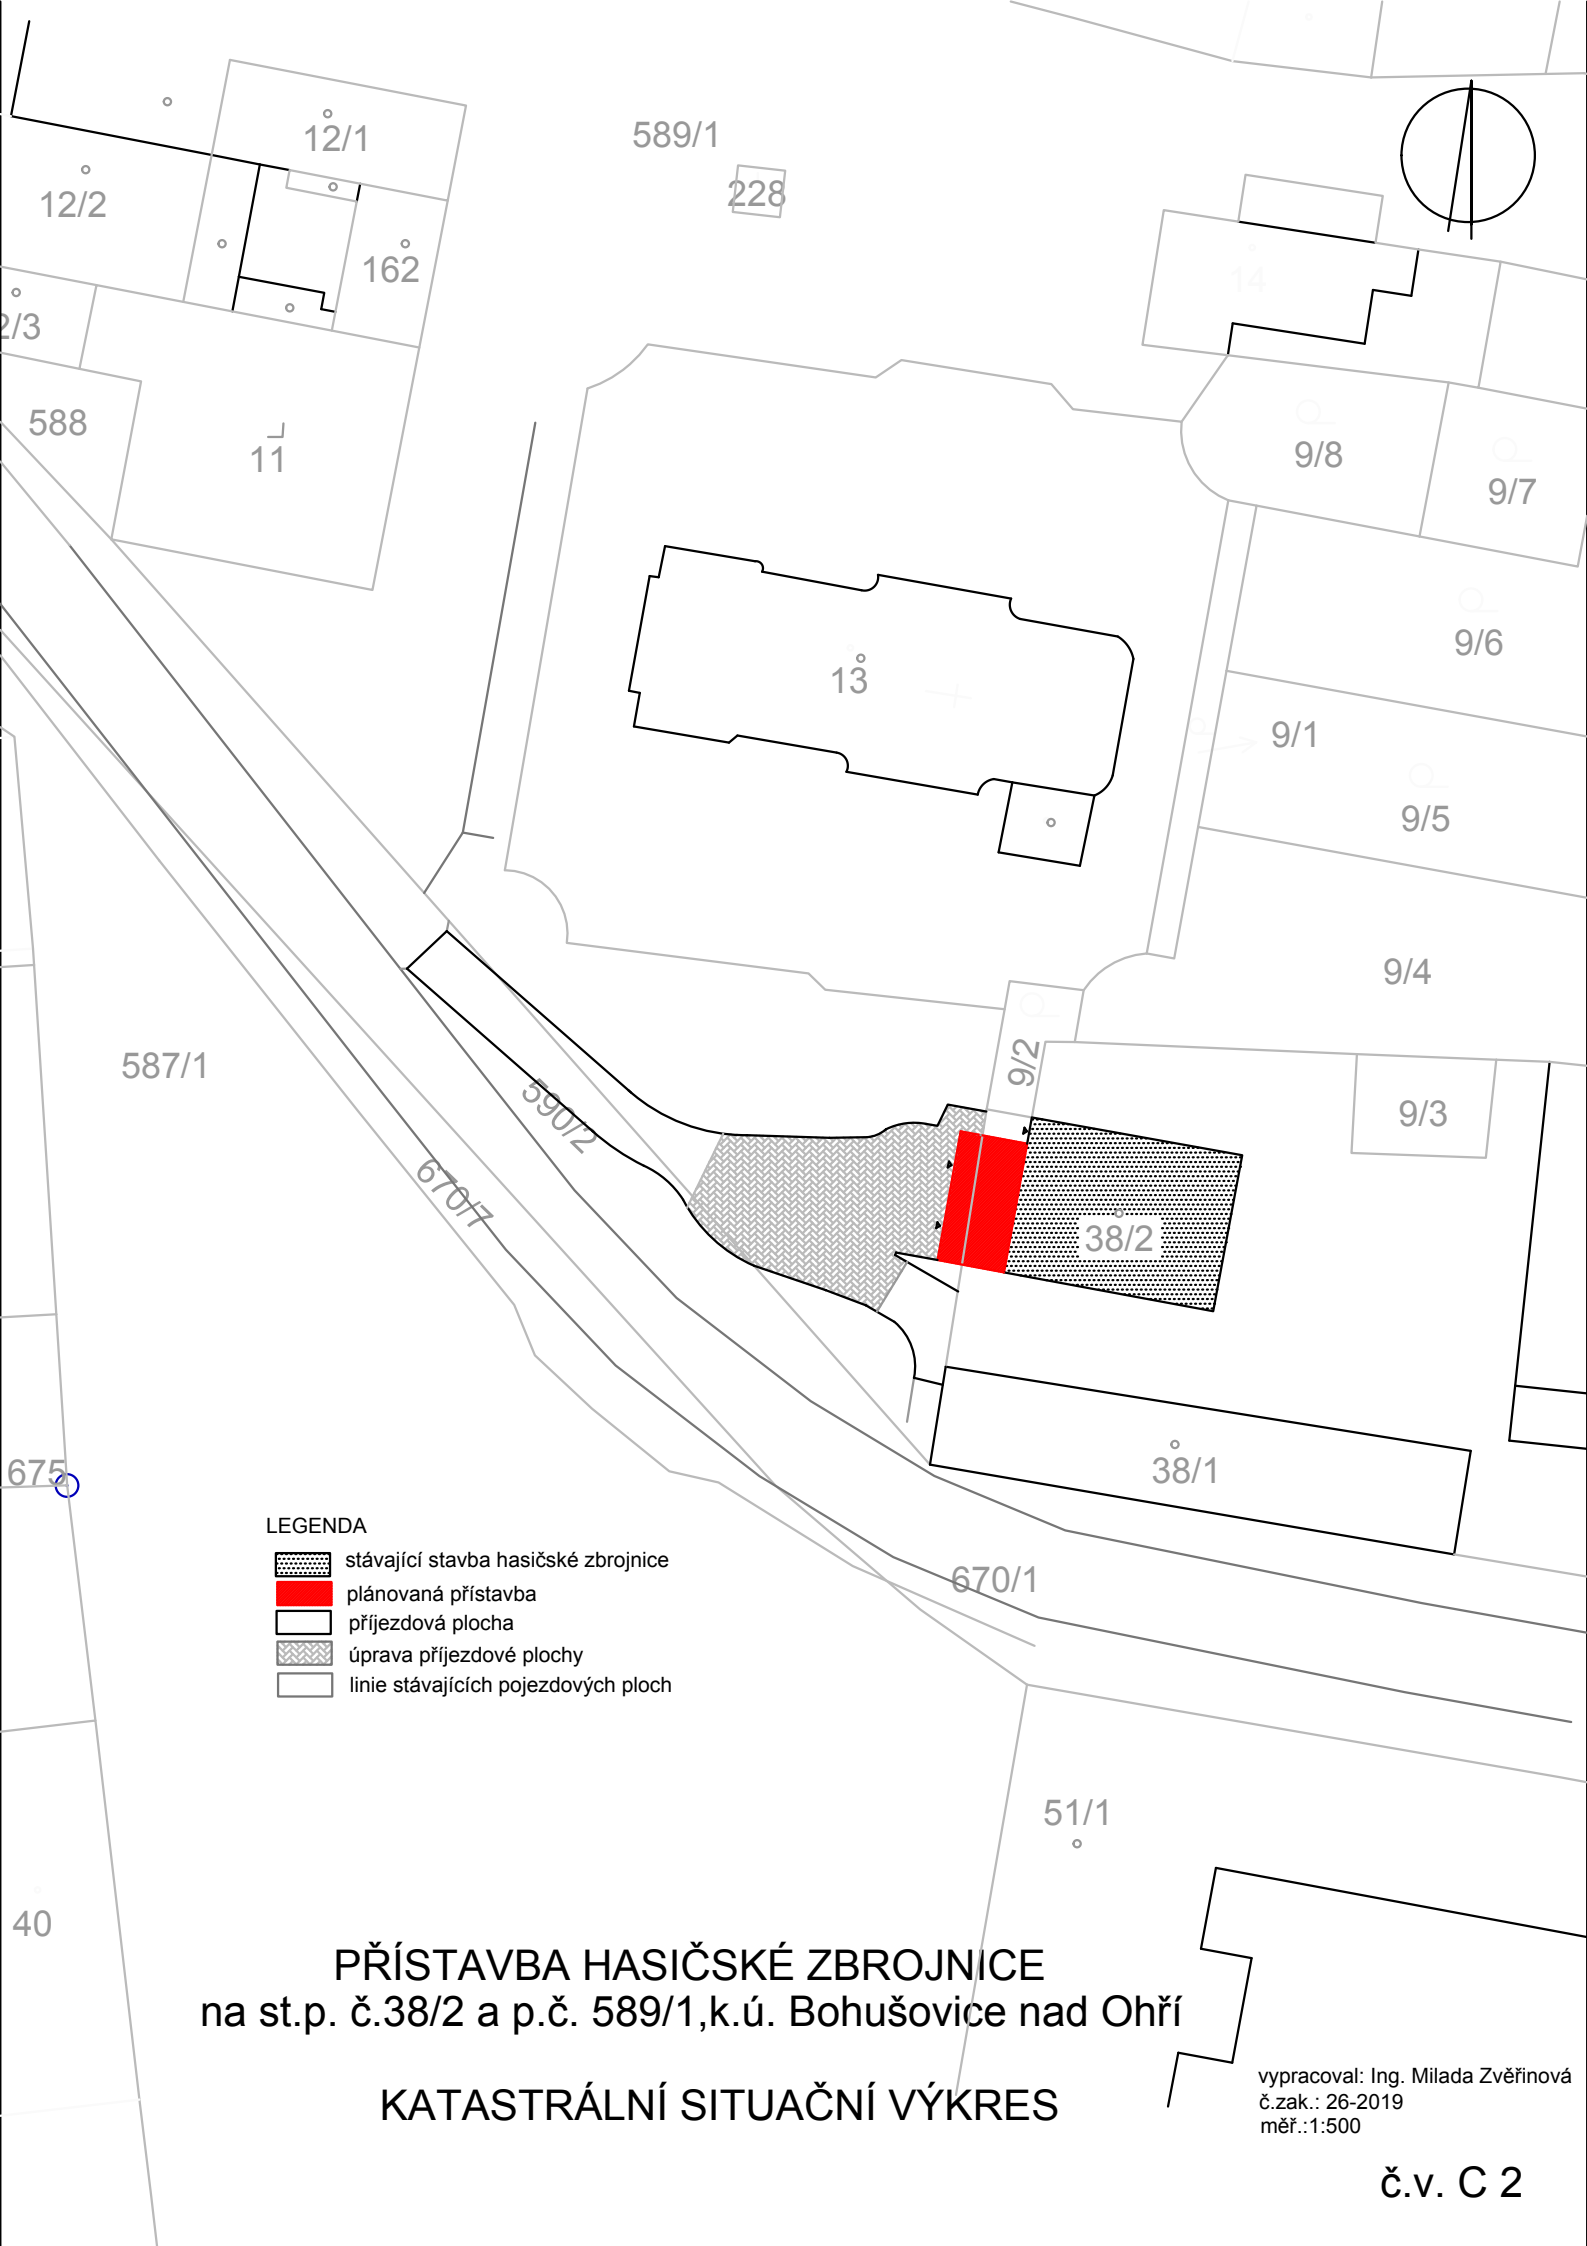 589/1
12/1
228
12/2
162
14
2/3
588
11
9/8
9/7
9/6
13
9/1
9/5
9/4
9/2
587/1
590/2
9/3
670/7
38/2
38/1
675
LEGENDA
stávající stavba hasičské zbrojnice
plánovaná přístavba
příjezdová plocha
úprava příjezdové plochy
linie stávajících pojezdových ploch
670/1
51/1
40
PŘÍSTAVBA HASIČSKÉ ZBROJNICE
na st.p. č.38/2 a p.č. 589/1,k.ú. Bohušovice nad Ohří
KATASTRÁLNÍ SITUAČNÍ VÝKRES
vypracoval: Ing. Milada Zvěřinová
č.zak.: 26-2019
měř.:1:500
č.v. C 2